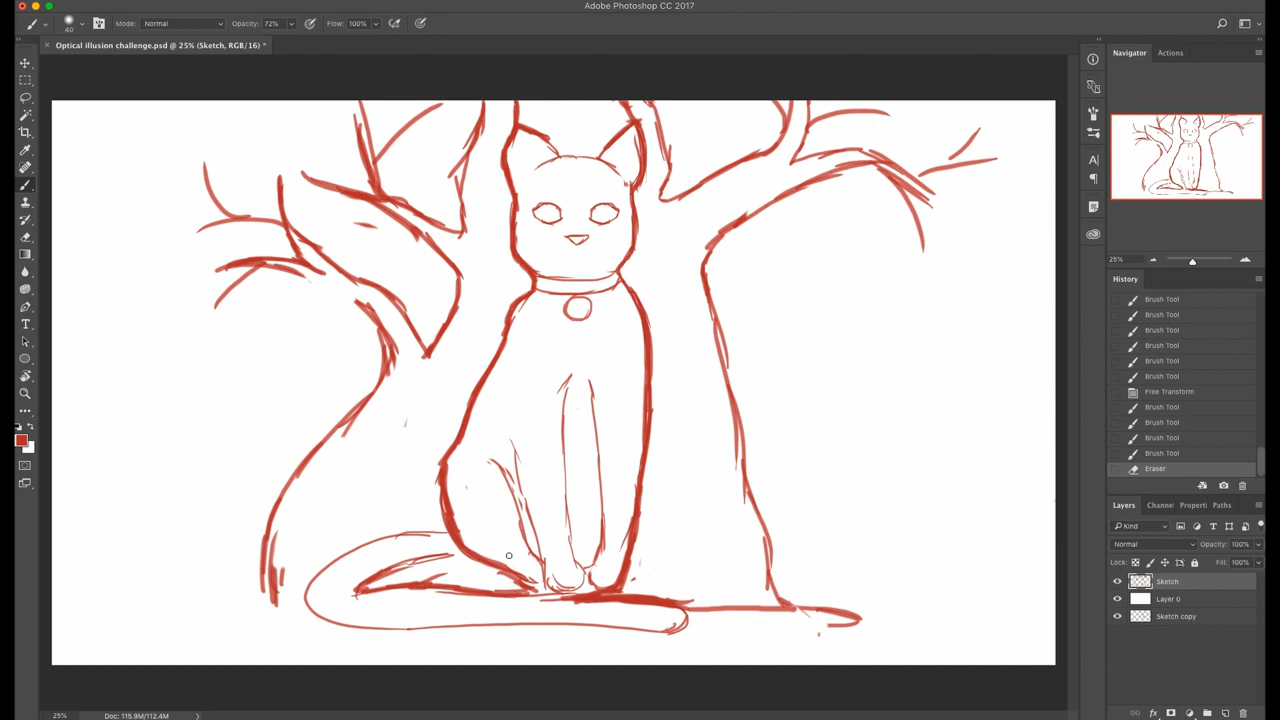 Adobe Photoshop CC 2017
40
Mode: Normal Opacity: 72% Flow: 100%
× Optical illusion challenge.psd @ 25% (Sketch, RGB/16) *
Navigator Actions
25%
History
Brush Tool
Brush Tool
Brush Tool
Brush Tool
Brush Tool
Brush Tool
Free Transform
Brush Tool
Brush Tool
Brush Tool
Brush Tool
Eraser
Layers Channe Properti Paths
Kind
Normal Opacity: 100%
Lock: Fill: 100%
Sketch
Layer 0
Sketch copy
fx
25% Doc: 115.9M/112.4M